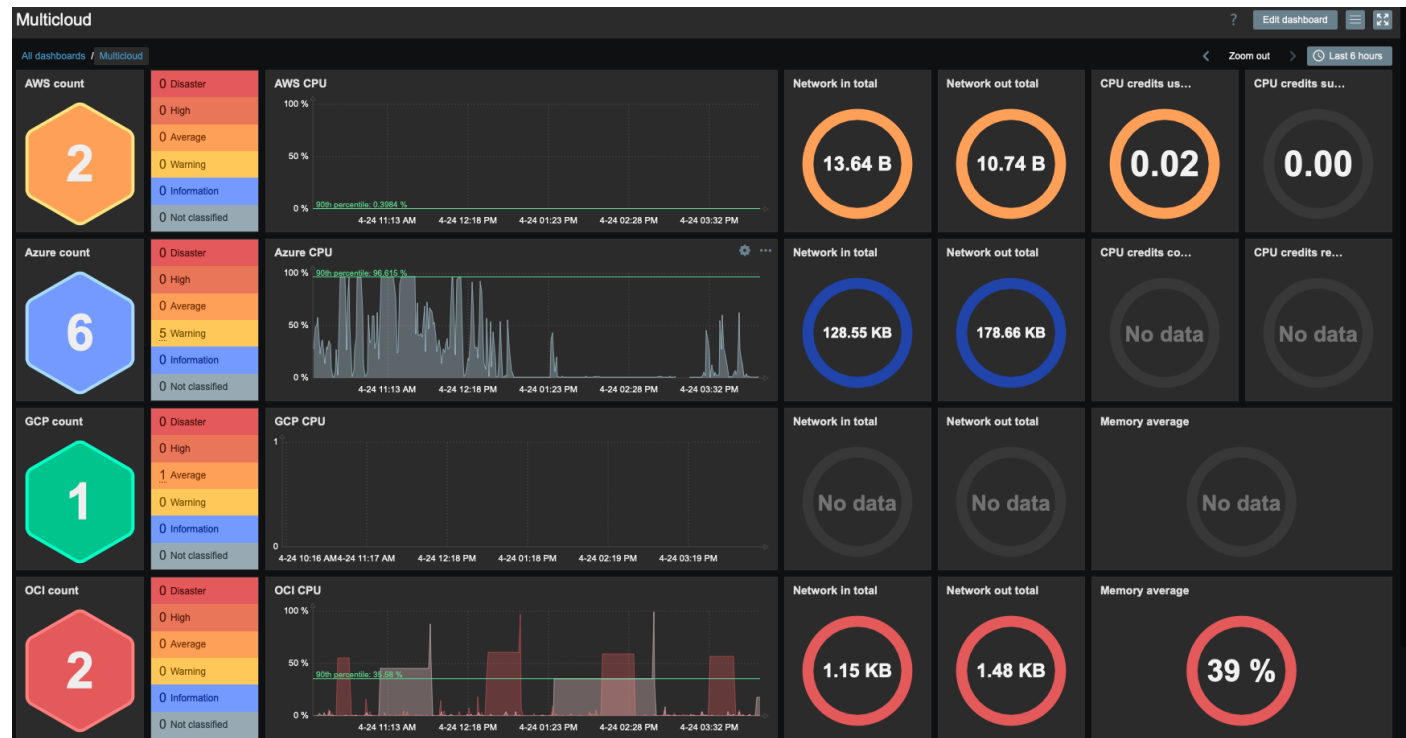 Multicloud
? Edit dashboard
All dashboards / Multicloud
Zoom out
Last 6 hours
AWS count
2
0 Disaster
0 High
0 Average
0 Warning
0 Information
0 Not classified
AWS CPU
100 %
50 %
0 %
90th percentile: 0.3984 %
4-24 11:13 AM 4-24 12:18 PM 4-24 01:23 PM 4-24 02:28 PM 4-24 03:32 PM
Network in total
13.64 B
Network out total
10.74 B
CPU credits us...
0.02
CPU credits su...
0.00
Azure count
6
0 Disaster
0 High
0 Average
5 Warning
0 Information
0 Not classified
Azure CPU
100 %
50 %
0 %
90th percentile: 96.615 %
4-24 11:13 AM 4-24 12:18 PM 4-24 01:23 PM 4-24 02:28 PM 4-24 03:32 PM
Network in total
128.55 KB
Network out total
178.66 KB
CPU credits co...
No data
CPU credits re...
No data
GCP count
1
0 Disaster
0 High
1 Average
0 Warning
0 Information
0 Not classified
GCP CPU
1
0
4-24 10:16 AM 4-24 11:17 AM 4-24 12:18 PM 4-24 01:18 PM 4-24 02:19 PM 4-24 03:19 PM
Network in total
No data
Network out total
No data
Memory average
No data
OCI count
2
0 Disaster
0 High
0 Average
0 Warning
0 Information
0 Not classified
OCI CPU
100 %
50 %
0 %
90th percentile: 35.58 %
4-24 11:13 AM 4-24 12:18 PM 4-24 01:23 PM 4-24 02:28 PM 4-24 03:32 PM
Network in total
1.15 KB
Network out total
1.48 KB
Memory average
39 %